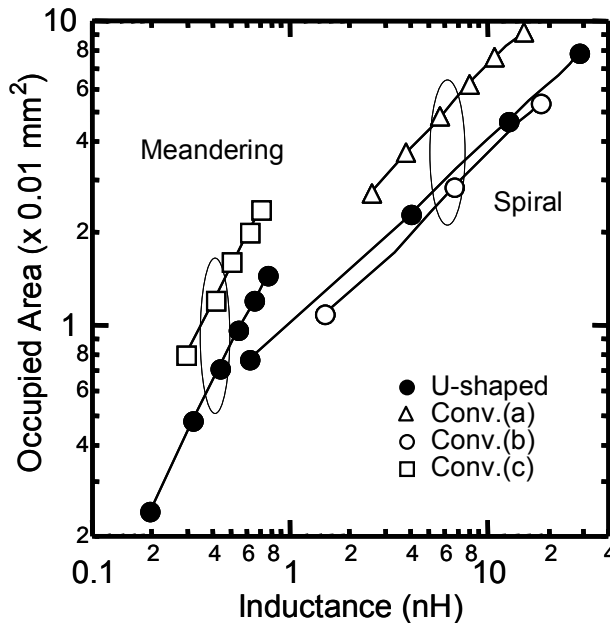 Occupied Area (x 0.01 mm²)
10
8
6
4
2
1
8
6
4
2
Meandering
Spiral
U-shaped
Conv.(a)
Conv.(b)
Conv.(c)
2 4 6 8 2 4 6 8 2 4
0.1 1 10
Inductance (nH)